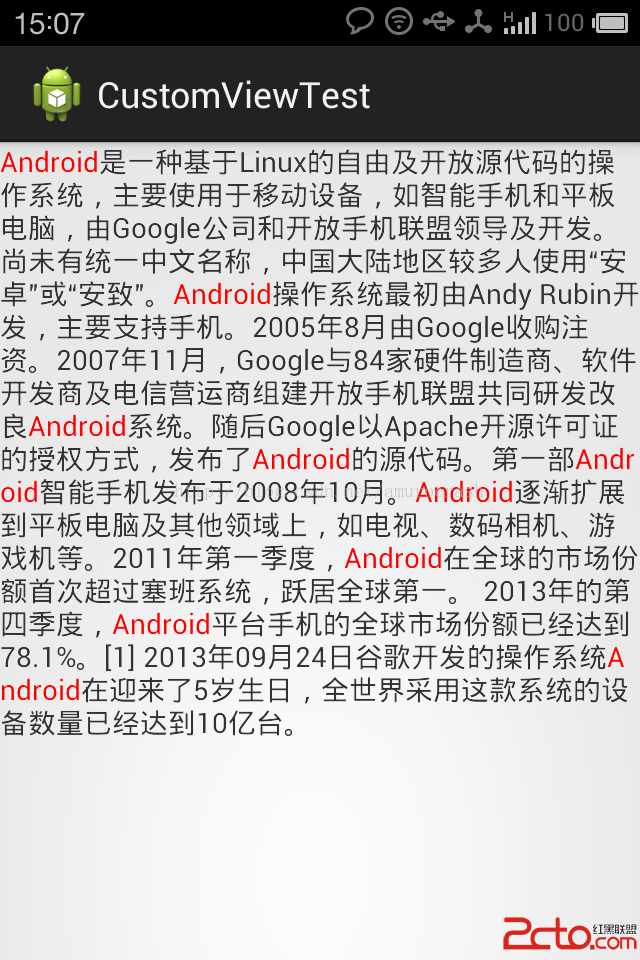 15:07
H 100
CustomViewTest
Android是一种基于Linux的自由及开放源代码的操
作系统，主要使用于移动设备，如智能手机和平板
电脑，由Google公司和开放手机联盟领导及开发。
尚未有统一中文名称，中国大陆地区较多人使用“安
卓"或“安致”。Android操作系统最初由Andy Rubin开
发，主要支持手机。2005年8月由Google收购注
资。2007年11月，Google与84家硬件制造商、软件
开发商及电信营运商组建开放手机联盟共同研发改
良Android系统。随后Google以Apache开源许可证
的授权方式，发布了Android的源代码。第一部Andr
oid智能手机发布于2008年10月。Android逐渐扩展
到平板电脑及其他领域上，如电视、数码相机、游
戏机等。2011年第一季度，Android在全球的市场份
额首次超过塞班系统，跃居全球第一。 2013年的第
四季度，Android平台手机的全球市场份额已经达到
78.1%。[1] 2013年09月24日谷歌开发的操作系统A
ndroid在迎来了5岁生日，全世界采用这款系统的设
备数量已经达到10亿台。
2cto.com 红黑联盟